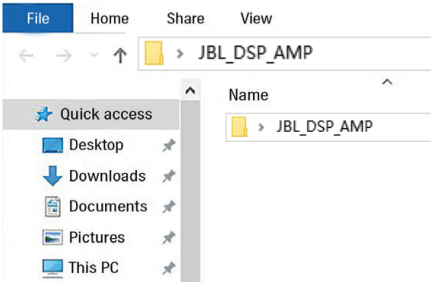 File Home Share View
JBL_DSP_AMP
Quick access
Desktop
Downloads
Documents
Pictures
This PC
Name
JBL_DSP_AMP